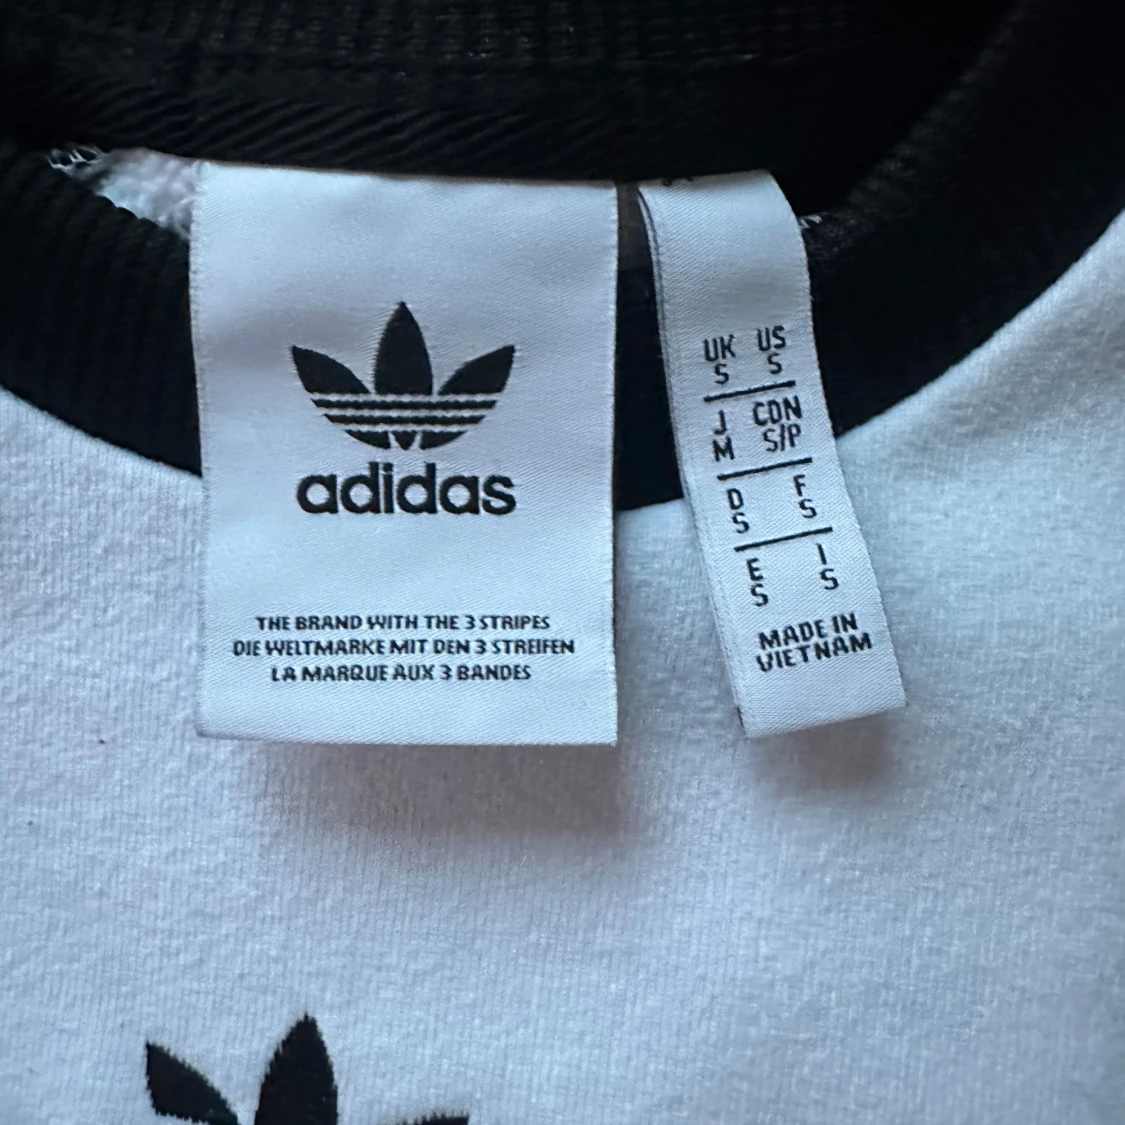 adidas
THE BRAND WITH THE 3 STRIPES
DIE WELTMARKE MIT DEN 3 STREIFEN
LA MARQUE AUX 3 BANDES
UK US
S S
J CDN
M S/P
D F
S S
E I
S S
MADE IN
VIETNAM